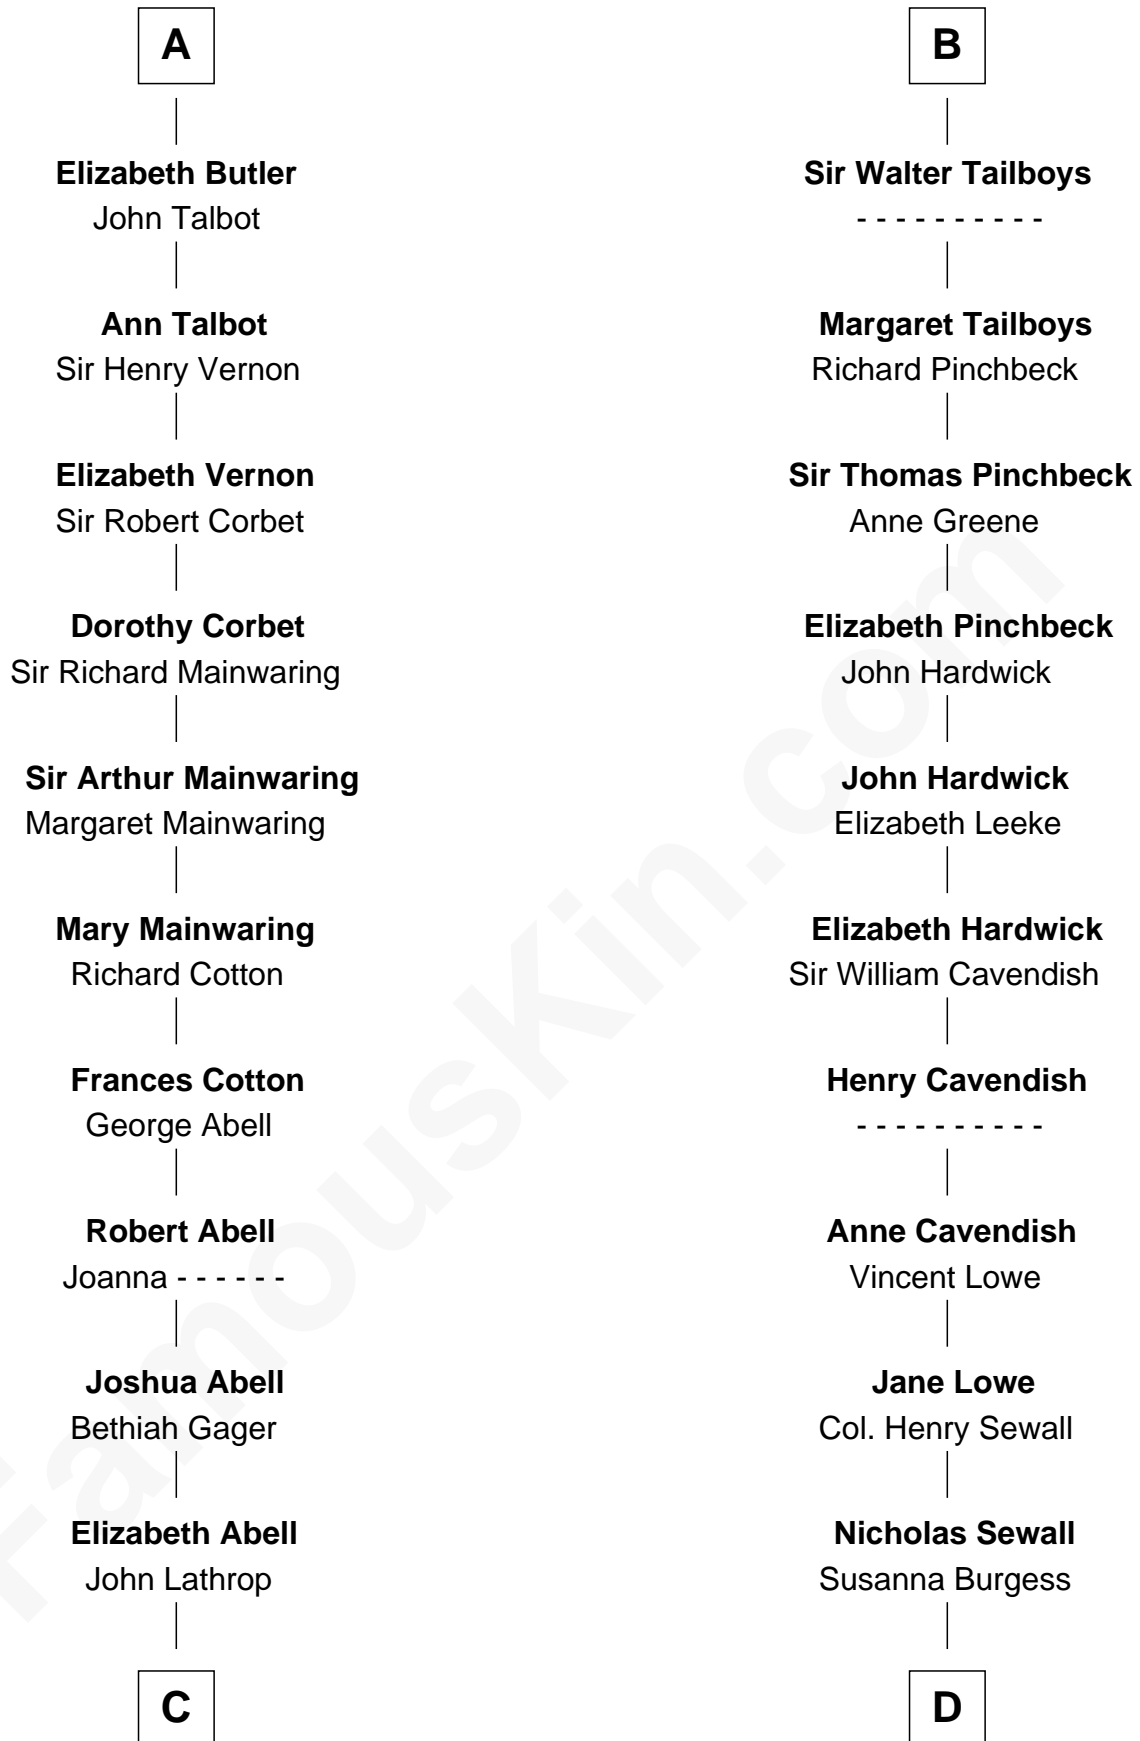 A
Elizabeth Butler
John Talbot
Ann Talbot
Sir Henry Vernon
Elizabeth Vernon
Sir Robert Corbet
Dorothy Corbet
Sir Richard Mainwaring
Sir Arthur Mainwaring
Margaret Mainwaring
Mary Mainwaring
Richard Cotton
Frances Cotton
George Abell
Robert Abell
Joanna - - - - - -
Joshua Abell
Bethiah Gager
Elizabeth Abell
John Lathrop
C
B
Sir Walter Tailboys
- - - - - - - - - -
Margaret Tailboys
Richard Pinchbeck
Sir Thomas Pinchbeck
Anne Greene
Elizabeth Pinchbeck
John Hardwick
John Hardwick
Elizabeth Leeke
Elizabeth Hardwick
Sir William Cavendish
Henry Cavendish
- - - - - - - - - -
Anne Cavendish
Vincent Lowe
Jane Lowe
Col. Henry Sewall
Nicholas Sewall
Susanna Burgess
D
FamousKin.com